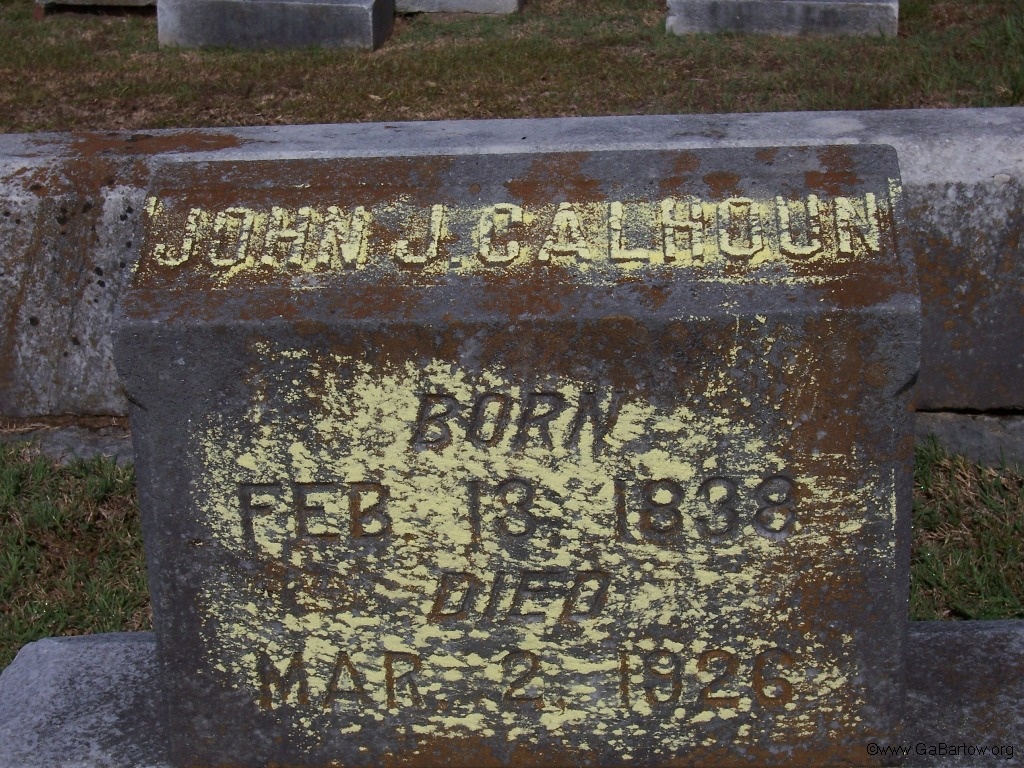 JOHN J. CALHOUN
BORN
FEB. 13, 1838
DIED
MAR. 2, 1926
©www.GaBartow.org